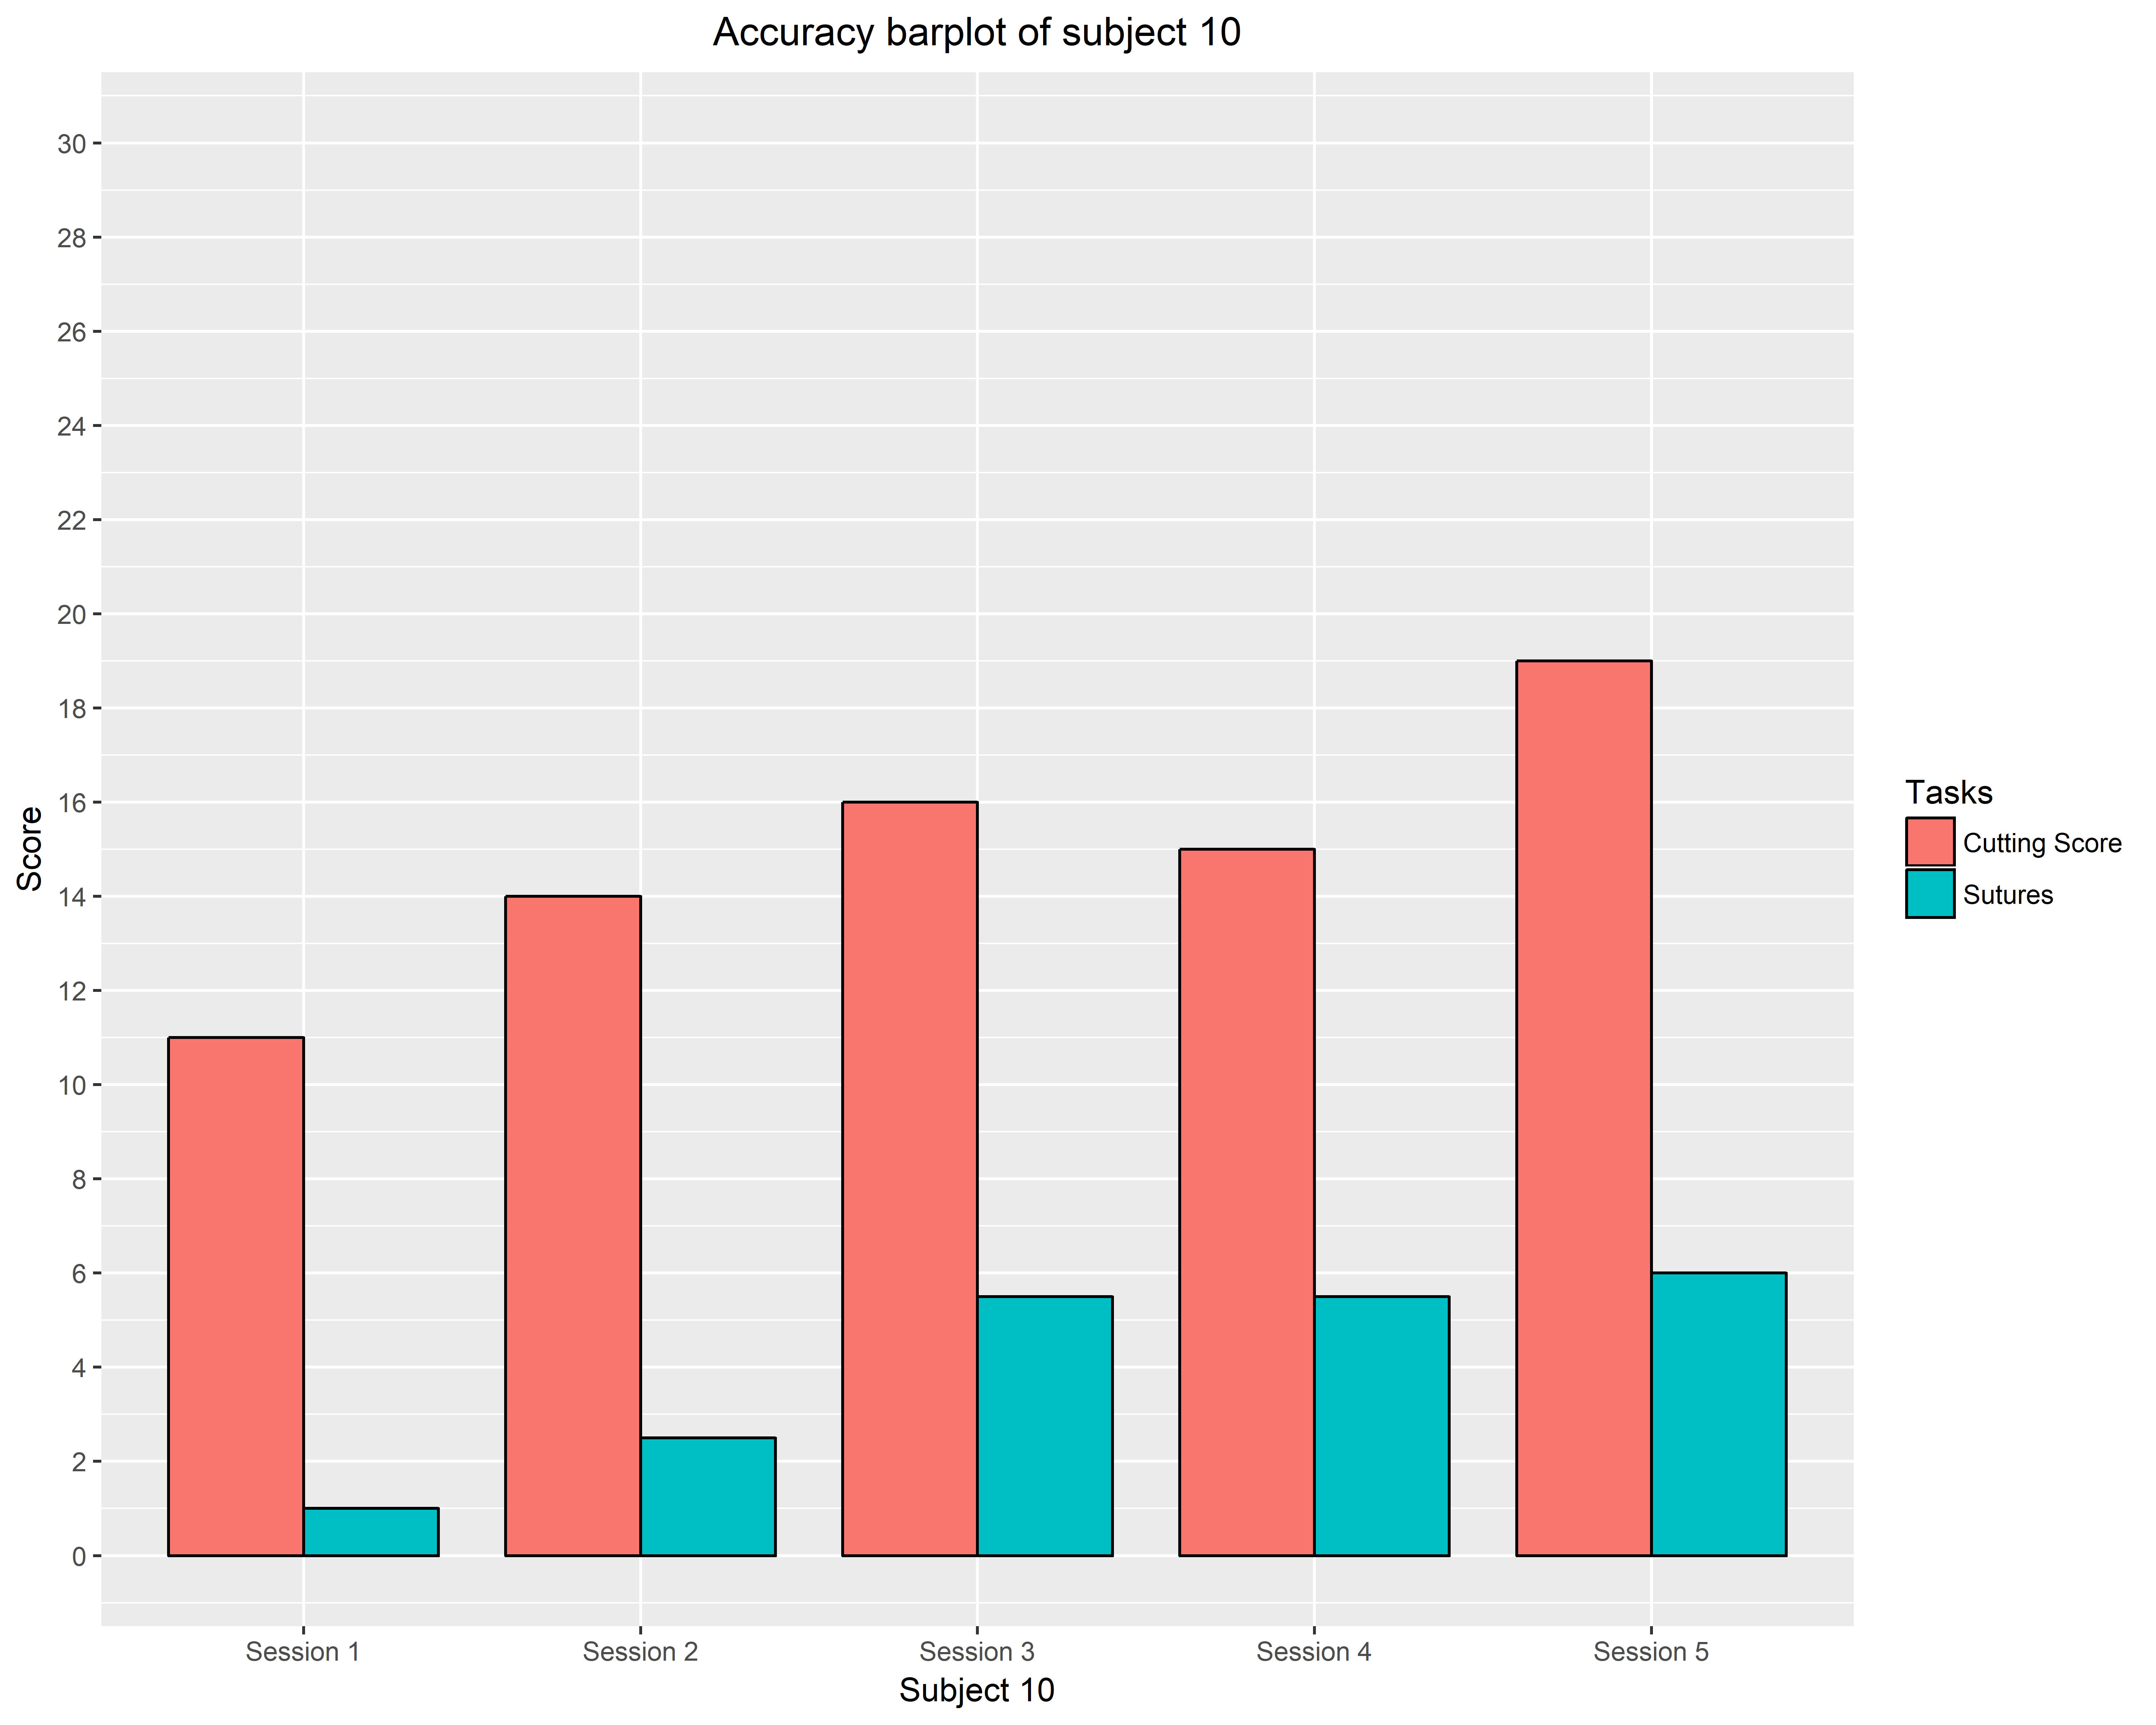 Accuracy barplot of subject 10
30
28
26
24
22
20
18
16
14
12
10
8
6
4
2
0
Score
Session 1
Session 2
Session 3
Session 4
Session 5
Subject 10
Tasks
Cutting Score
Sutures